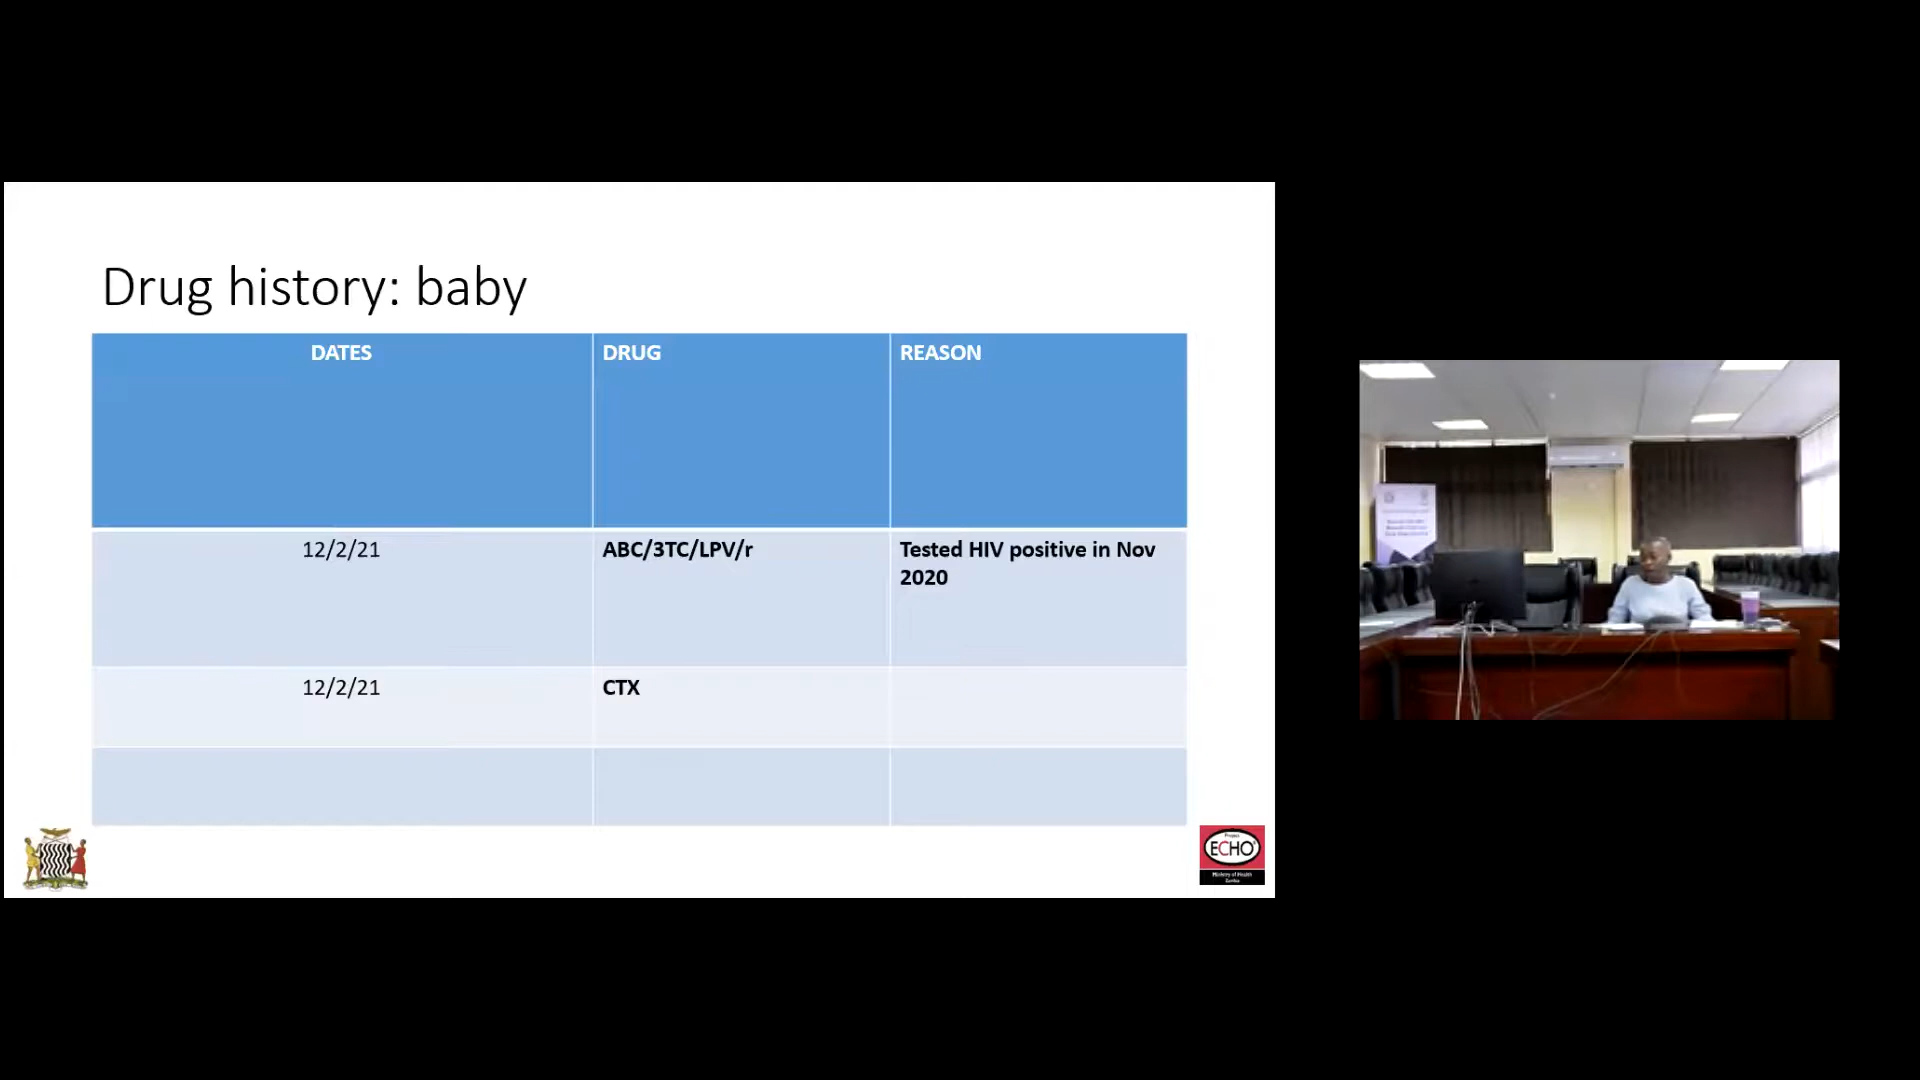 Drug history: baby
DATES
DRUG
REASON
12/2/21
ABC/3TC/LPV/r
Tested HIV positive in Nov
2020
12/2/21
CTX
Project
ECHO
Ministry of Health
Zambia